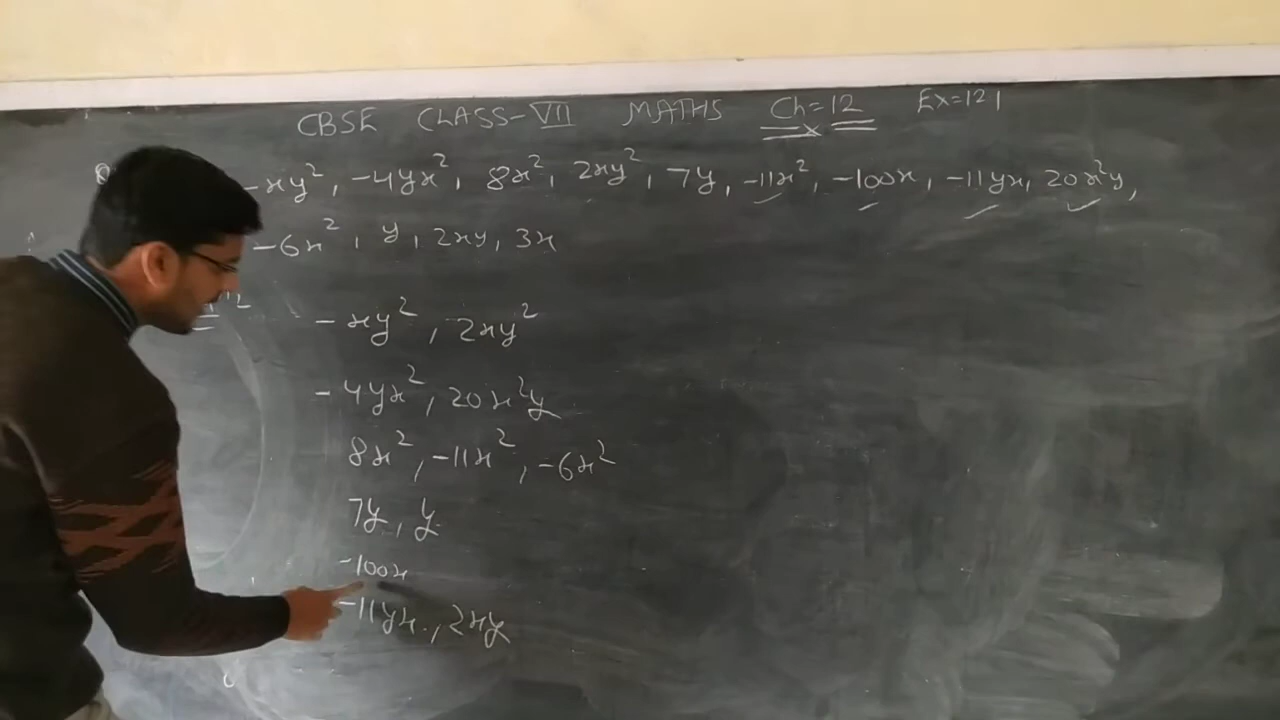 CBSE CLASS-VII MATHS Ch=12 Ex=12.1
-xy², -4yx², 8x², 2xy², 7y, -11x², -100x, -11yx, 20x²y,
-6x², y, 2xy, 3x
-xy², 2xy²
-4yx², 20x²y
8x², -11x², -6x²
7y, y
-100x
-11yx, 2xy